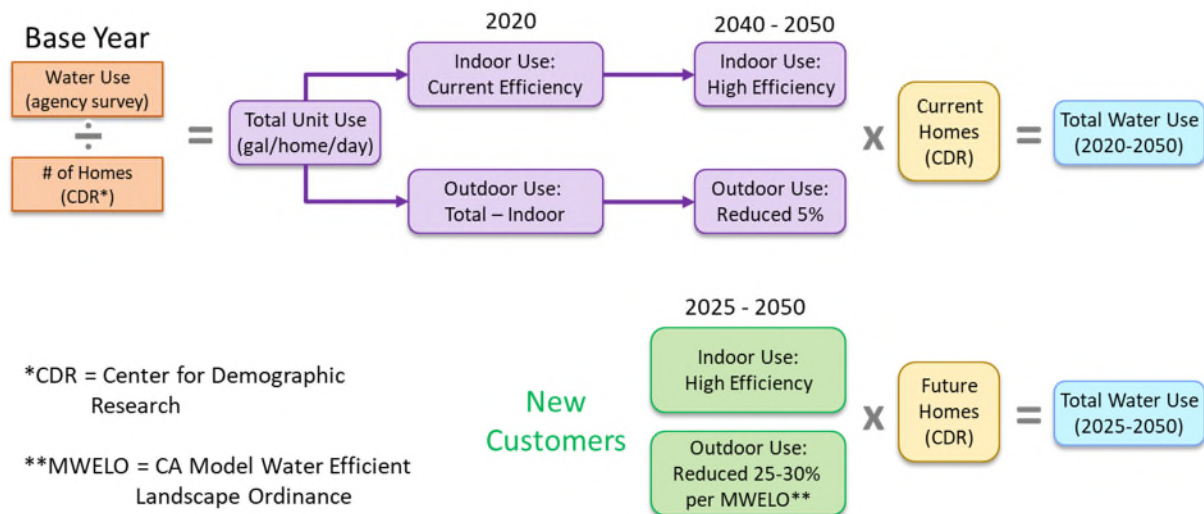 Base Year
Water Use
(agency survey)
÷
# of Homes
(CDR*)
=
Total Unit Use
(gal/home/day)
2020
Indoor Use:
Current Efficiency
Outdoor Use:
Total – Indoor
2040 - 2050
Indoor Use:
High Efficiency
Outdoor Use:
Reduced 5%
x
Current
Homes
(CDR)
=
Total Water Use
(2020-2050)
New
Customers
2025 - 2050
Indoor Use:
High Efficiency
Outdoor Use:
Reduced 25-30%
per MWELO**
x
Future
Homes
(CDR)
=
Total Water Use
(2025-2050)
*CDR = Center for Demographic
Research
**MWELO = CA Model Water Efficient
Landscape Ordinance